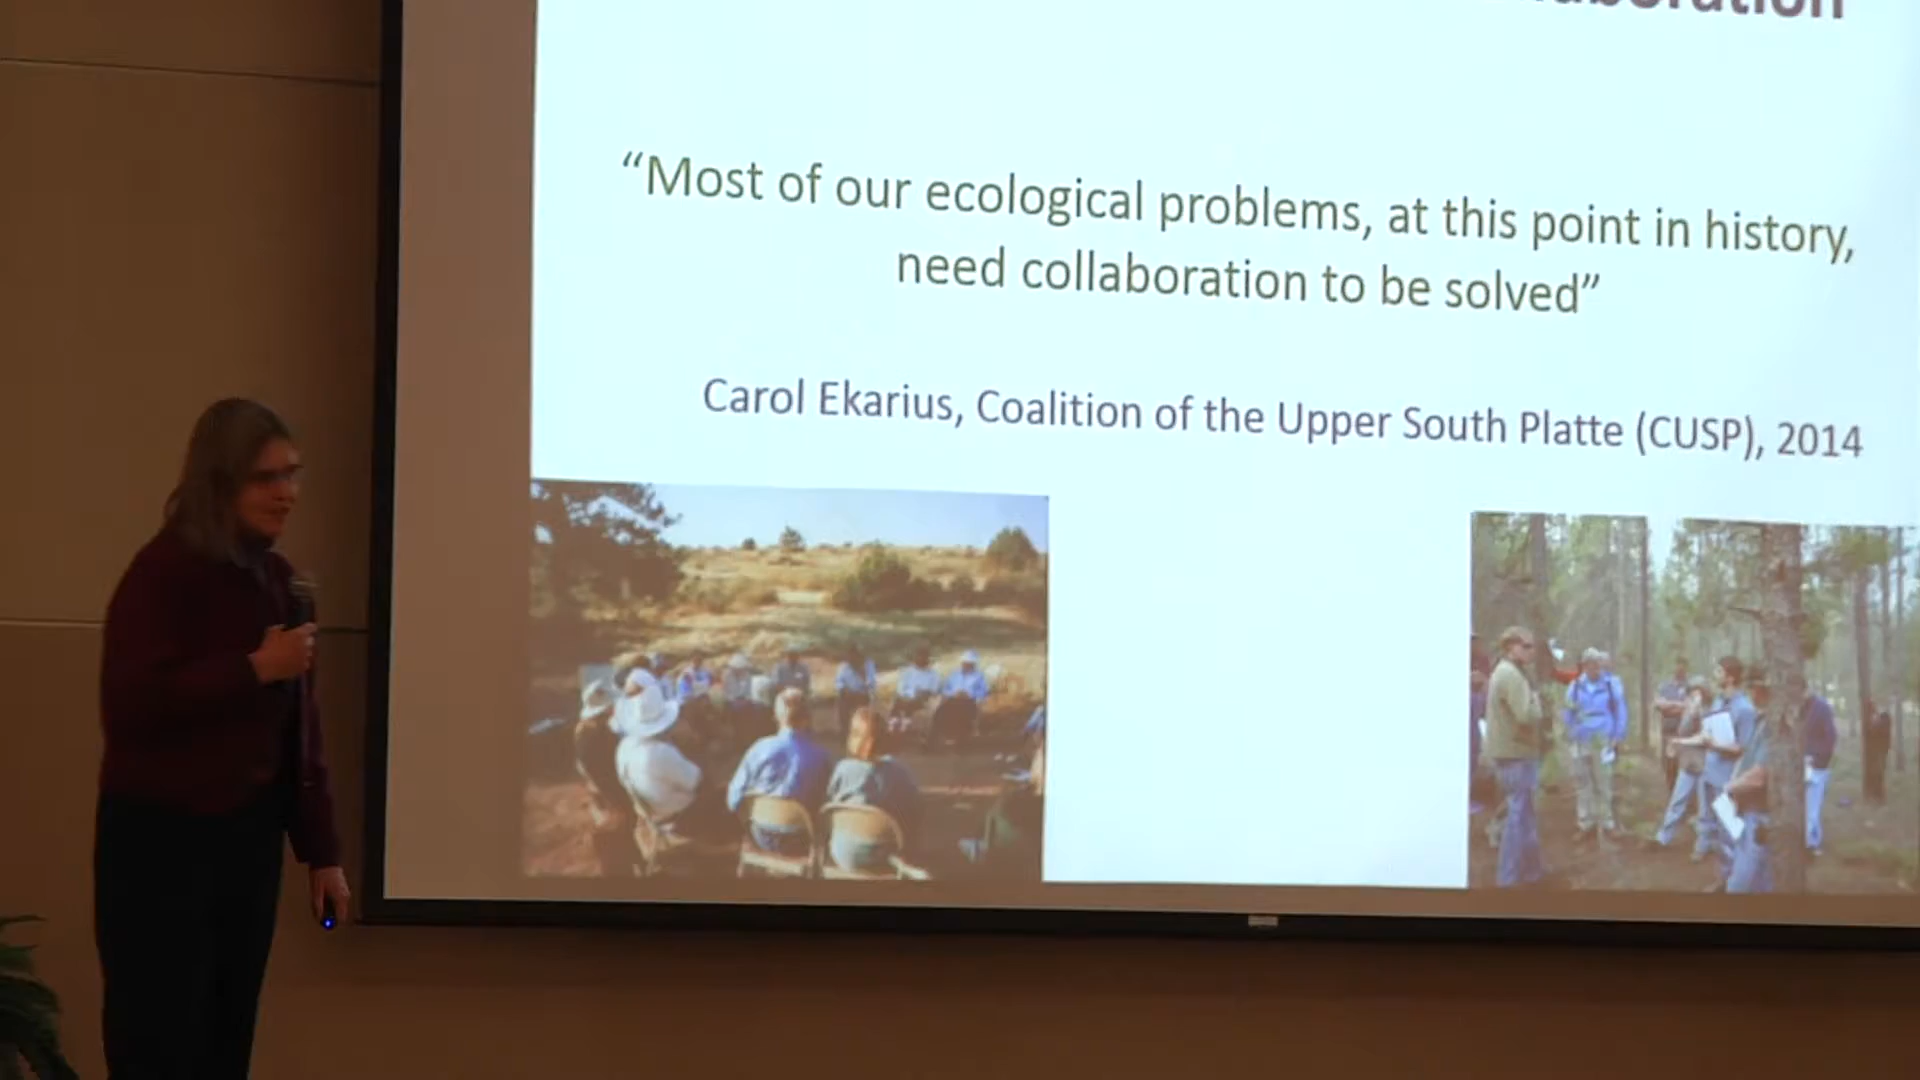 “Most of our ecological problems, at this point in history,
need collaboration to be solved”
Carol Ekarius, Coalition of the Upper South Platte (CUSP), 2014